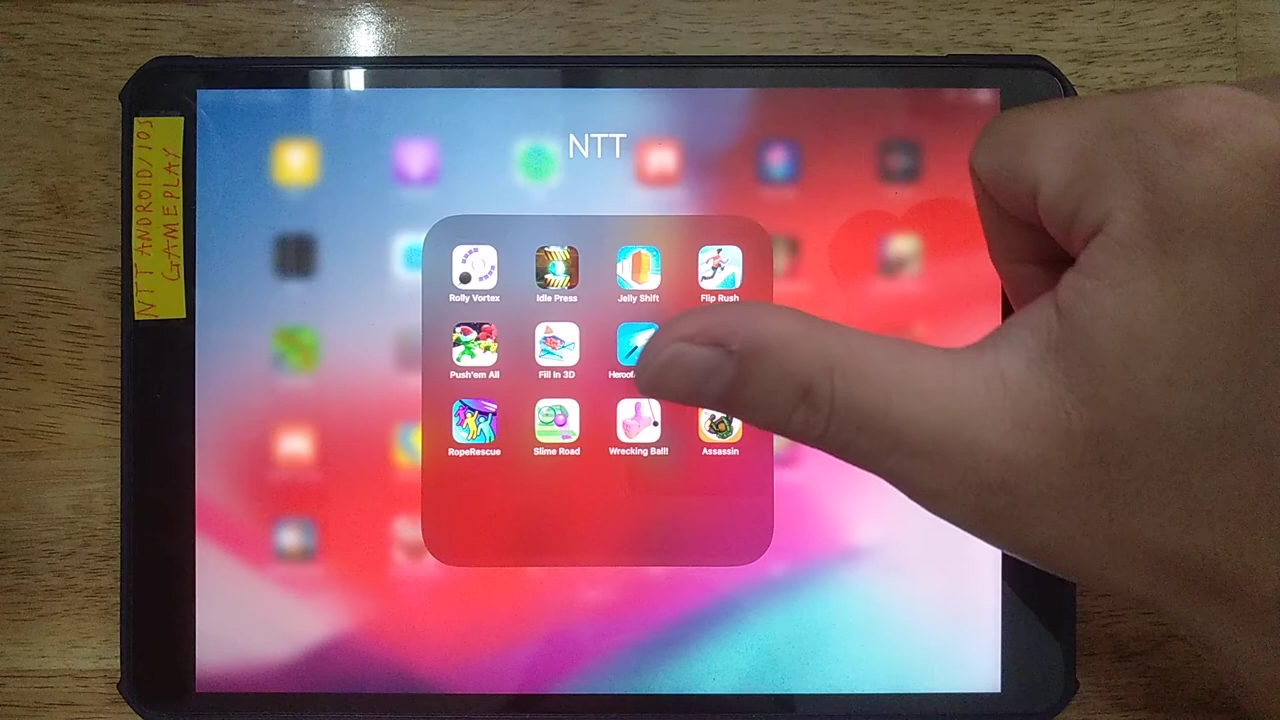 NTT ANDROID/IOS
GAMEPLAY
NTT
Rolly Vortex
Idle Press
Jelly Shift
Flip Rush
Push'em All
Fill In 3D
Heroof
RopeRescue
Slime Road
Wrecking Ball!
Assassin